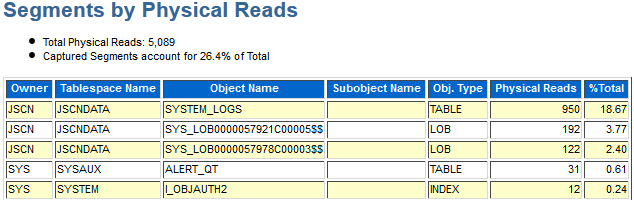 Segments by Physical Reads
Total Physical Reads: 5,089
Captured Segments account for 26.4% of Total
Owner Tablespace Name Object Name Subobject Name Obj. Type Physical Reads %Total
JSCN JSCNDATA SYSTEM_LOGS TABLE 950 18.67
JSCN JSCNDATA SYS_LOB0000057921C00005$$ LOB 192 3.77
JSCN JSCNDATA SYS_LOB0000057978C00003$$ LOB 122 2.40
SYS SYSAUX ALERT_QT TABLE 31 0.61
SYS SYSTEM I_OBJAUTH2 INDEX 12 0.24